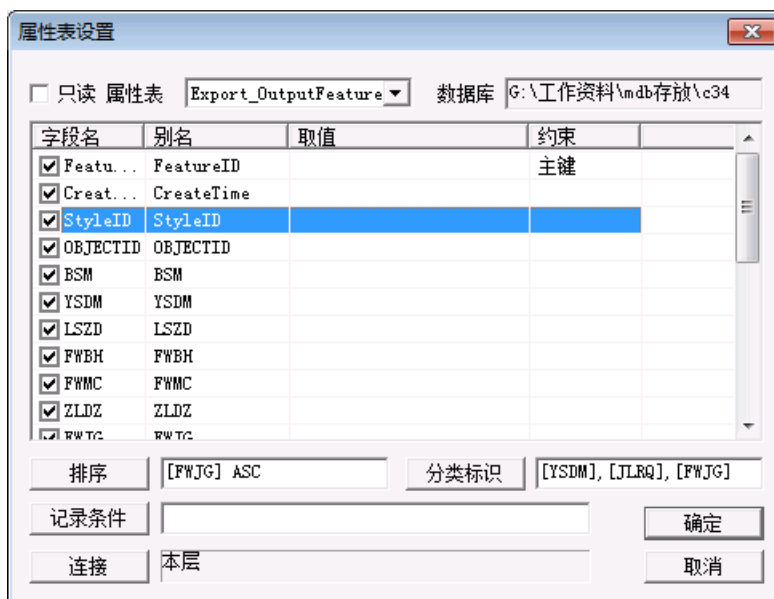 属性表设置
只读 属性表 Export_OutputFeature 数据库 G:\工作资料\mdb存放\c34
字段名 别名 取值 约束
Featu... FeatureID 主键
Creat... CreateTime
StyleID StyleID
OBJECTID OBJECTID
BSM BSM
YSDM YSDM
LSZD LSZD
FWBH FWBH
FWMC FWMC
ZLDZ ZLDZ
FWJG FWJG
排序 [FWJG] ASC 分类标识 [YSDM], [JLRQ], [FWJG]
记录条件 确定
连接 本层 取消